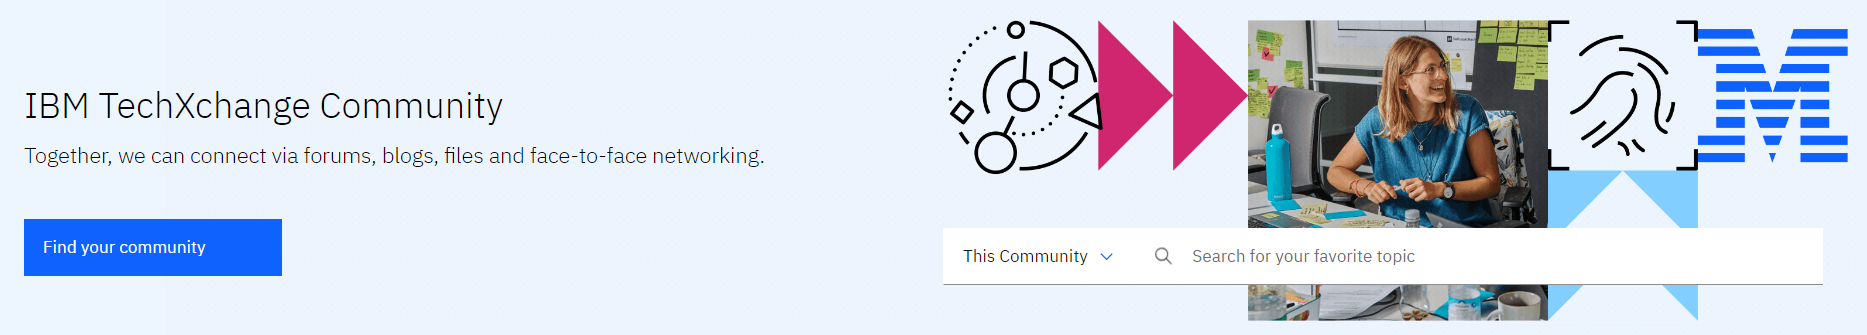 IBM TechXchange Community
Together, we can connect via forums, blogs, files and face-to-face networking.
Find your community
This Community
Search for your favorite topic
M